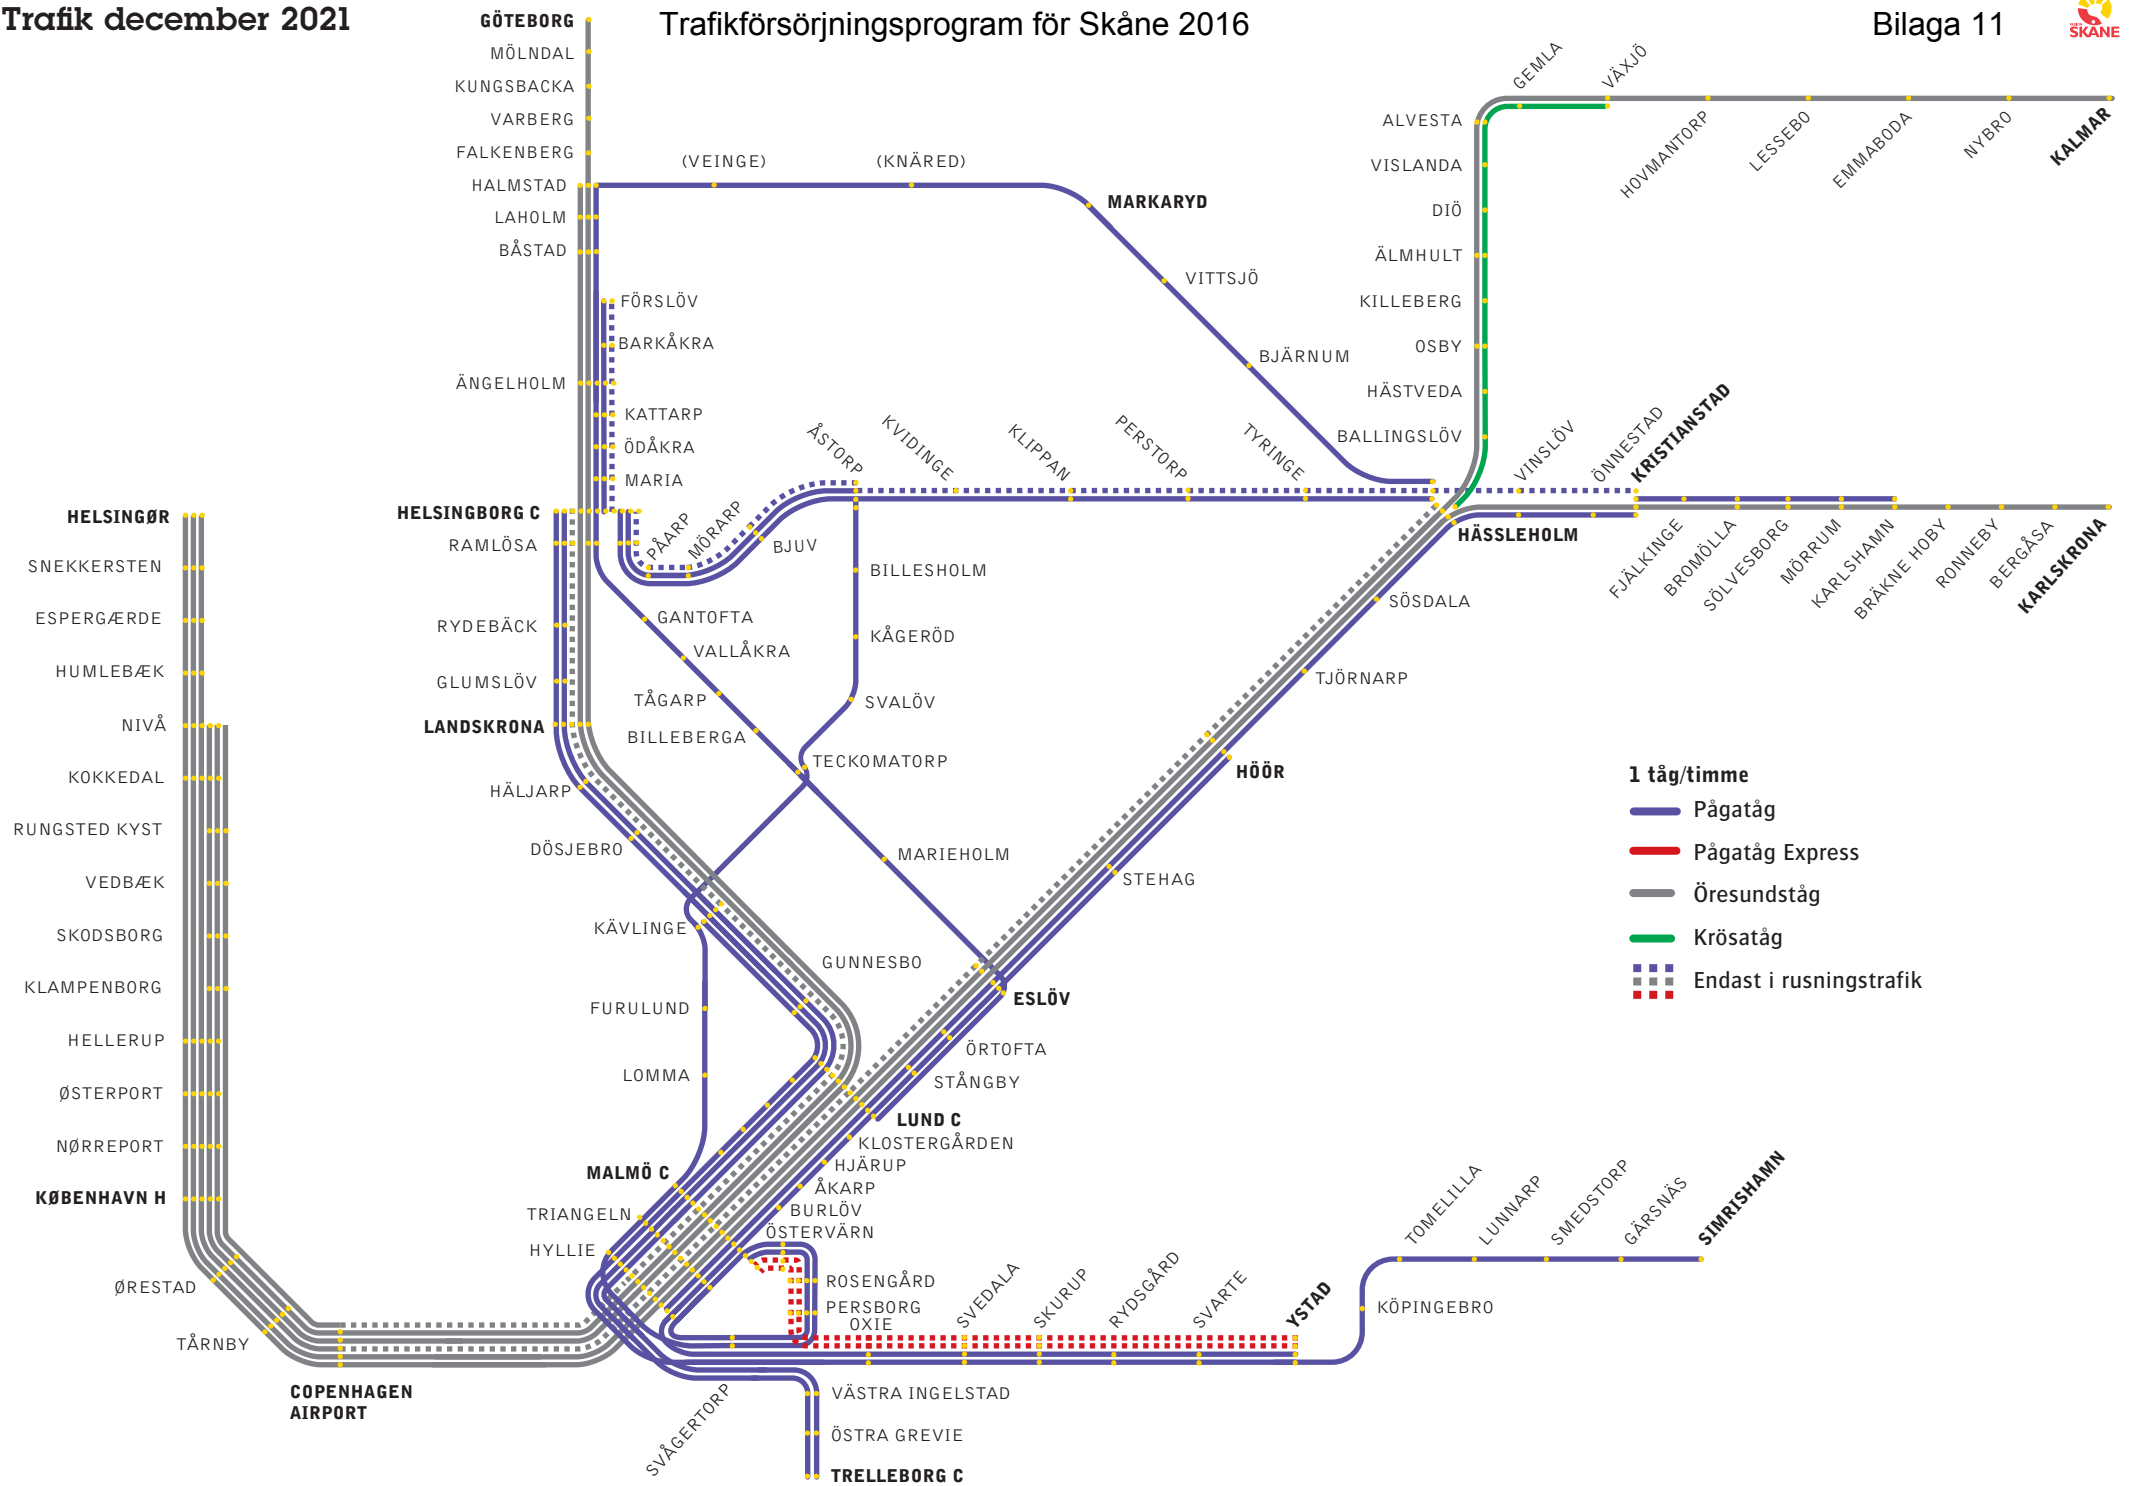 Trafik december 2021
Trafikförsörjningsprogram för Skåne 2016
Bilaga 11
REGION
SKÅNE
GÖTEBORG
MÖLNDAL
KUNGSBACKA
VARBERG
FALKENBERG
HALMSTAD
LAHOLM
BÅSTAD
(VEINGE)
(KNÄRED)
MARKARYD
VITTSJÖ
BJÄRNUM
FÖRSLÖV
BARKÅKRA
ÄNGELHOLM
KATTARP
ÖDÅKRA
MARIA
HELSINGBORG C
RAMLÖSA
RYDEBÄCK
GLUMSLÖV
LANDSKRONA
HÄLJARP
DÖSJEBRO
KÄVLINGE
GUNNESBO
FURULUND
LOMMA
PÅARP
MÖRARP
BJUV
ÅSTORP
KVIDINGE
KLIPPAN
PERSTORP
TYRINGE
BILLESHOLM
KÅGERÖD
SVALÖV
TECKOMATORP
GANTOFTA
VALLÅKRA
TÅGARP
BILLEBERGA
MARIEHOLM
GEMLA
VÄXJÖ
ALVESTA
VISLANDA
DIÖ
ÄLMHULT
KILLEBERG
OSBY
HÄSTVEDA
BALLINGSLÖV
HOVMANTORP
LESSEBO
EMMABODA
NYBRO
KALMAR
VINSLÖV
ÖNNESTAD
KRISTIANSTAD
HÄSSLEHOLM
FJÄLKINGE
BROMÖLLA
SÖLVESBORG
MÖRRUM
KARLSHAMN
BRÄKNE HOBY
RONNEBY
BERGÅSA
KARLSKRONA
SÖSDALA
TJÖRNARP
HÖÖR
STEHAG
ESLÖV
ÖRTOFTA
STÅNGBY
LUND C
KLOSTERGÅRDEN
HJÄRUP
ÅKARP
BURLÖV
ÖSTERVÄRN
ROSENGÅRD
PERSBORG
OXIE
MALMÖ C
TRIANGELN
HYLLIE
SVÅGERTORP
SVEDALA
SKURUP
RYDSGÅRD
SVARTE
YSTAD
KÖPINGEBRO
TOMELILLA
LUNNARP
SMEDSTORP
GÄRSNÄS
SIMRISHAMN
VÄSTRA INGELSTAD
ÖSTRA GREVIE
TRELLEBORG C
HELSINGØR
SNEKKERSTEN
ESPERGÆRDE
HUMLEBÆK
NIVÅ
KOKKEDAL
RUNGSTED KYST
VEDBÆK
SKODSBORG
KLAMPENBORG
HELLERUP
ØSTERPORT
NØRREPORT
KØBENHAVN H
ØRESTAD
TÅRNBY
COPENHAGEN
AIRPORT
1 tåg/timme
Pågatåg
Pågatåg Express
Öresundståg
Krösatåg
Endast i rusningstrafik